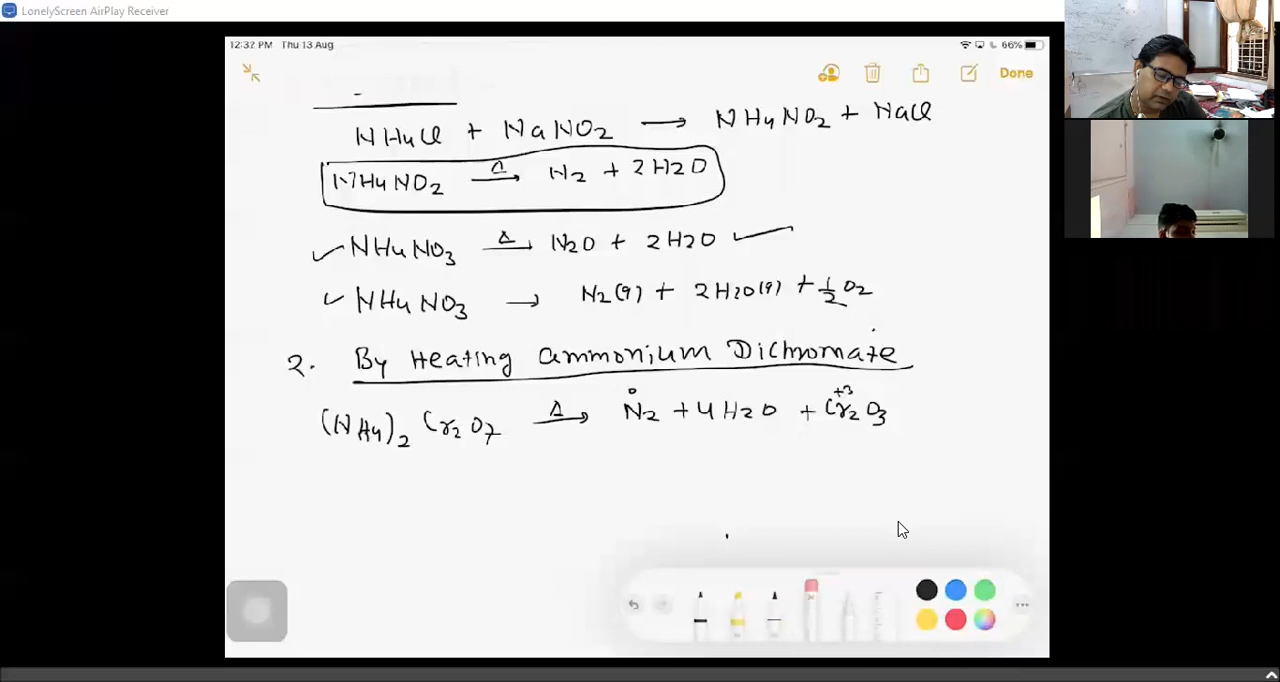 LonelyScreen AirPlay Receiver
12:32 PM Thu 13 Aug
66%
Done
NH4Cl + NaNO2 → NH4NO2 + NaCl
NH4NO2 Δ→ N2 + 2H2O
✓ NH4NO3 Δ→ N2O + 2H2O ✓
✓ NH4NO3 → N2(g) + 2H2O(g) + 1/2 O2
2. By Heating Ammonium Dichromate
(NH4)2 Cr2O7 Δ→ N2 + 4H2O + Cr2O3
0 +3